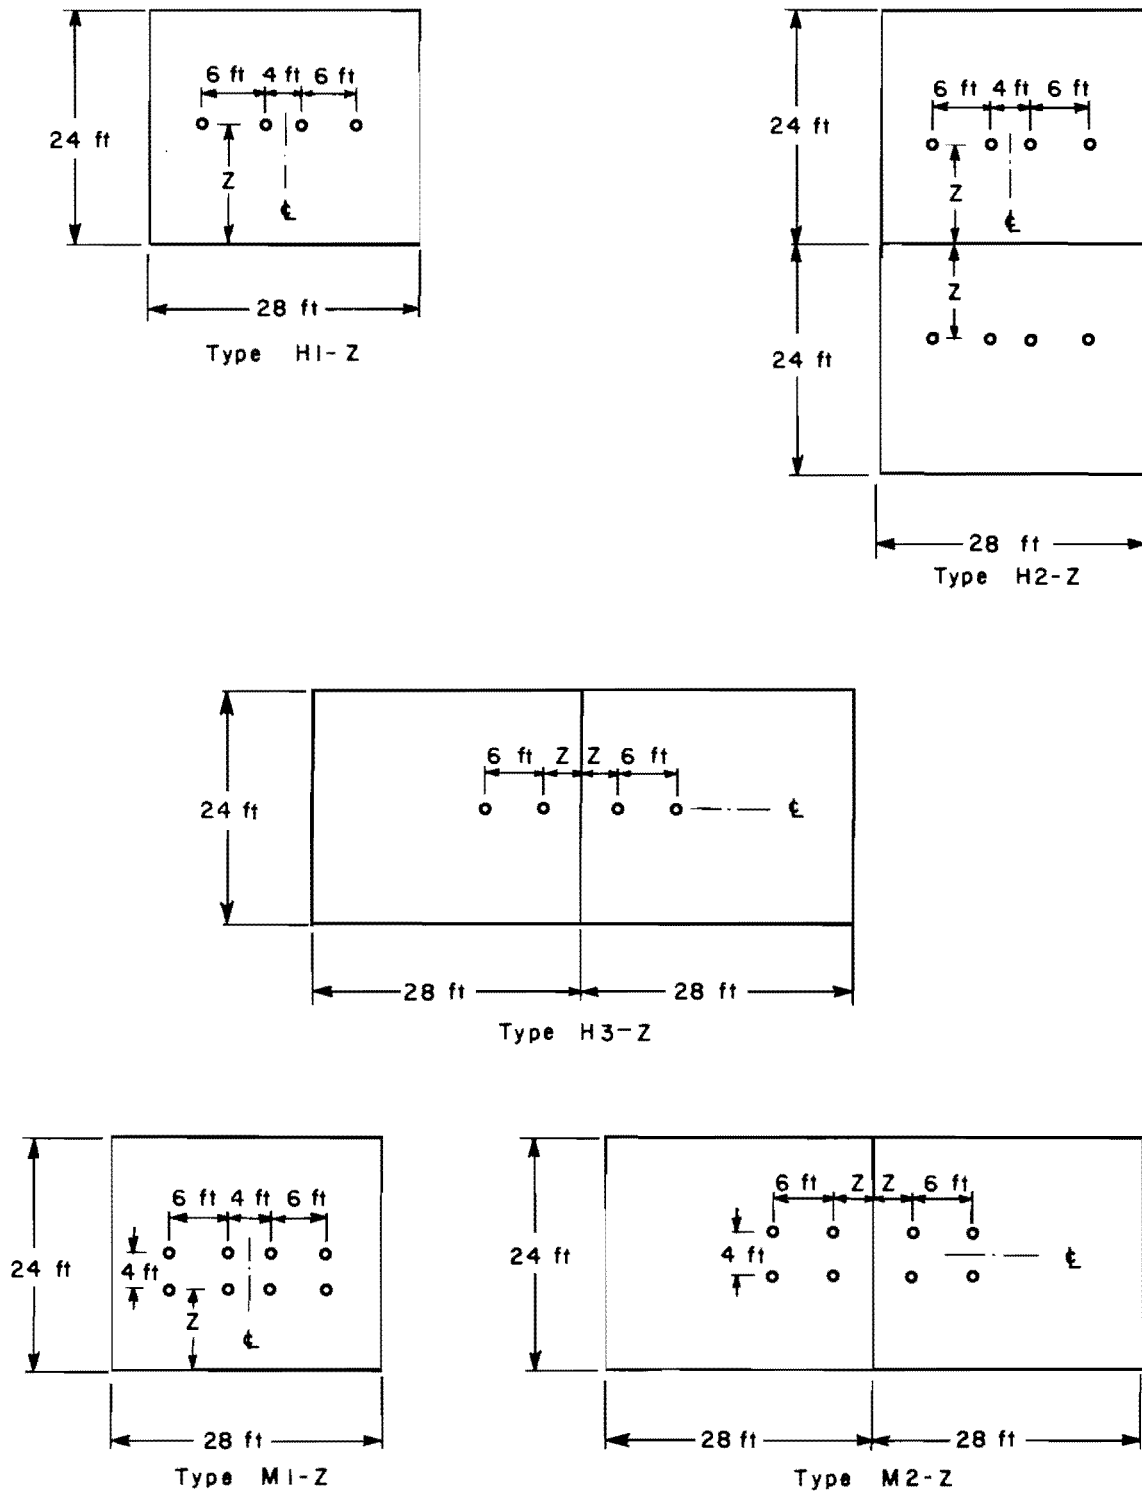 6 ft 4 ft 6 ft
24 ft
Z
℄
28 ft
Type H1-Z
6 ft 4 ft 6 ft
24 ft
Z
℄
Z
24 ft
28 ft
Type H2-Z
6 ft Z Z 6 ft
24 ft
℄
28 ft 28 ft
Type H3-Z
6 ft 4 ft 6 ft
24 ft
4 ft
Z
℄
28 ft
Type M1-Z
6 ft Z Z 6 ft
24 ft
4 ft
℄
28 ft 28 ft
Type M2-Z